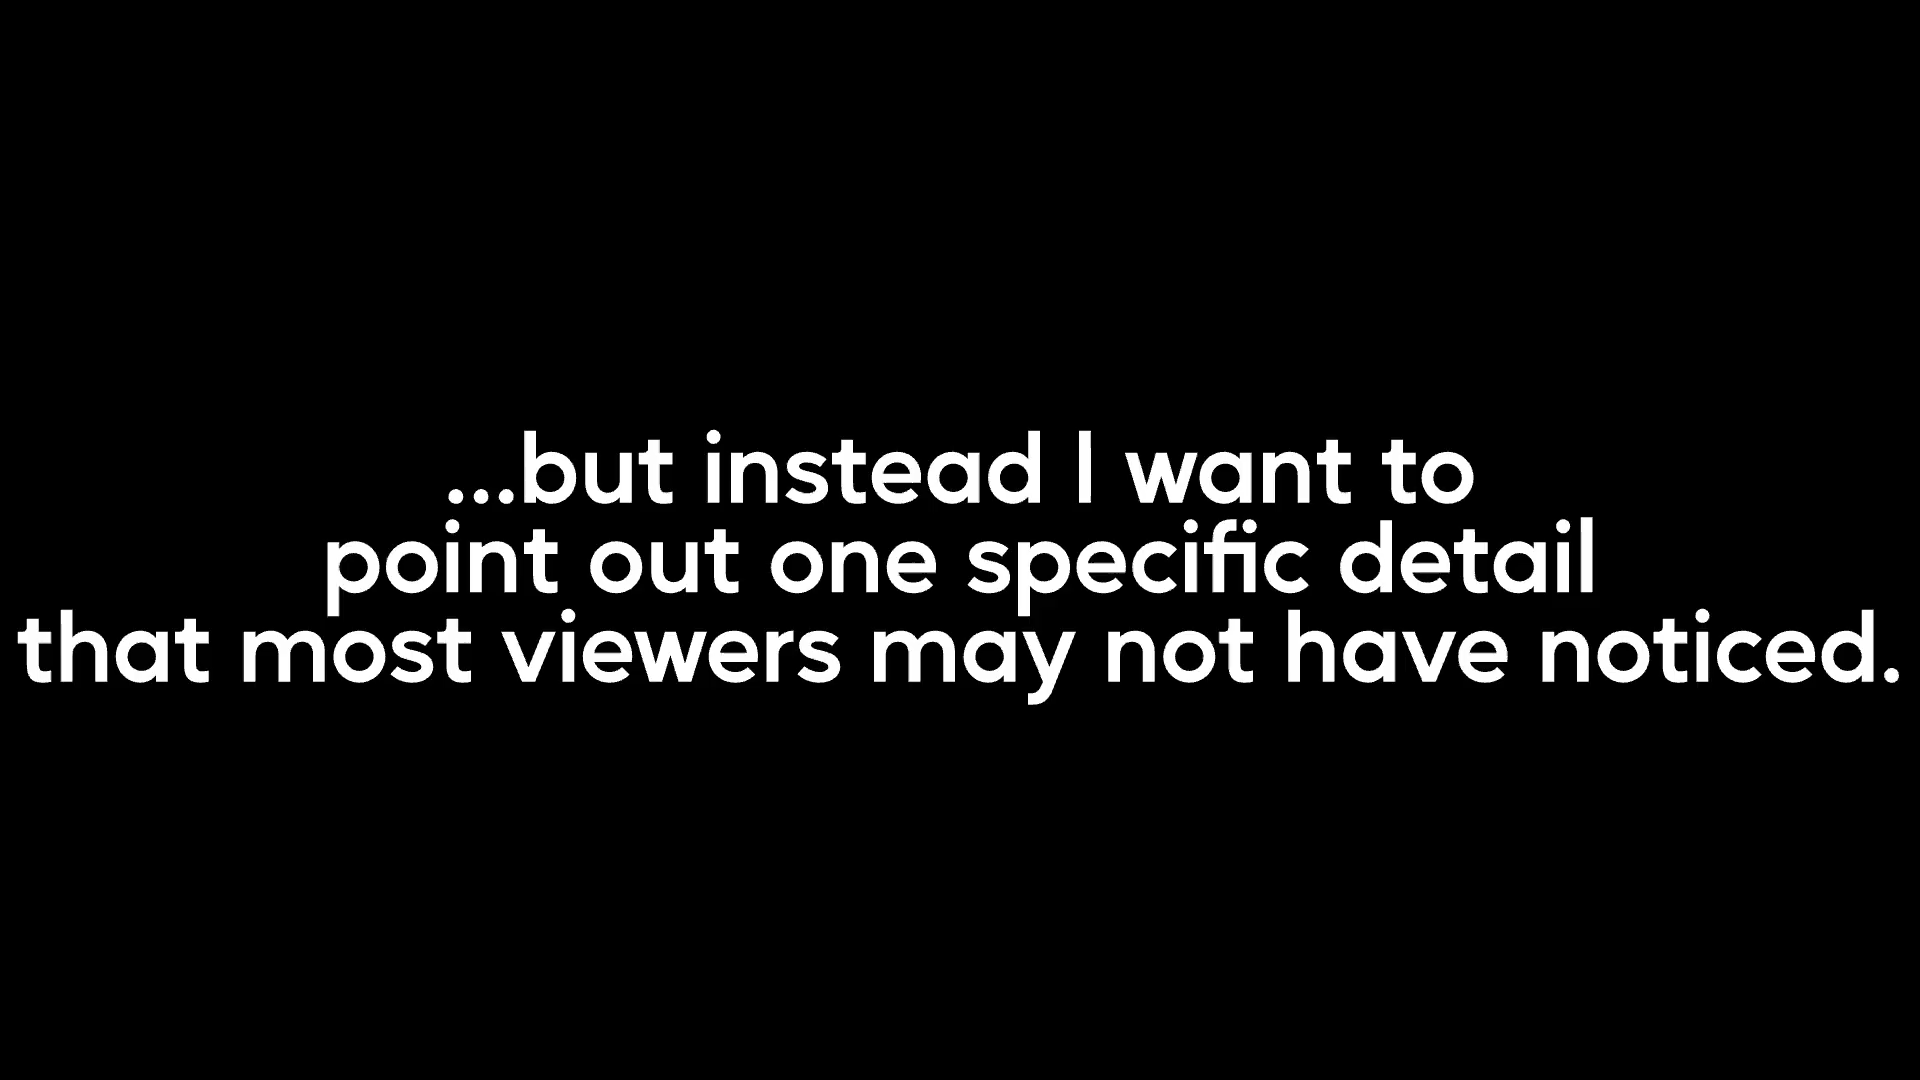 ...but instead I want to
point out one specific detail
that most viewers may not have noticed.